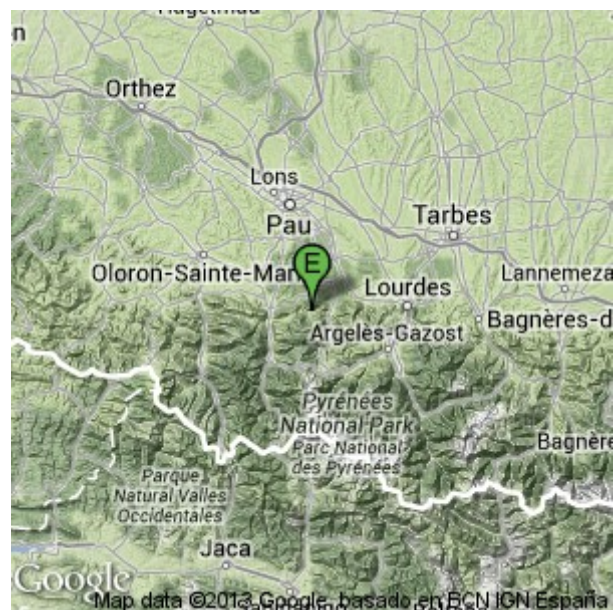 Orthez
Lons
Pau
Tarbes
E
Oloron-Sainte-Mar
Lourdes
Lannemeza
Argelès-Gazost
Bagnères-d
Pyrénées
National Park
Parc National
des Pyrénées
Bagnèr
Parque
Natural Valles
Occidentales
Jaca
Google
Map data ©2013 Google, basado en BCN IGN España